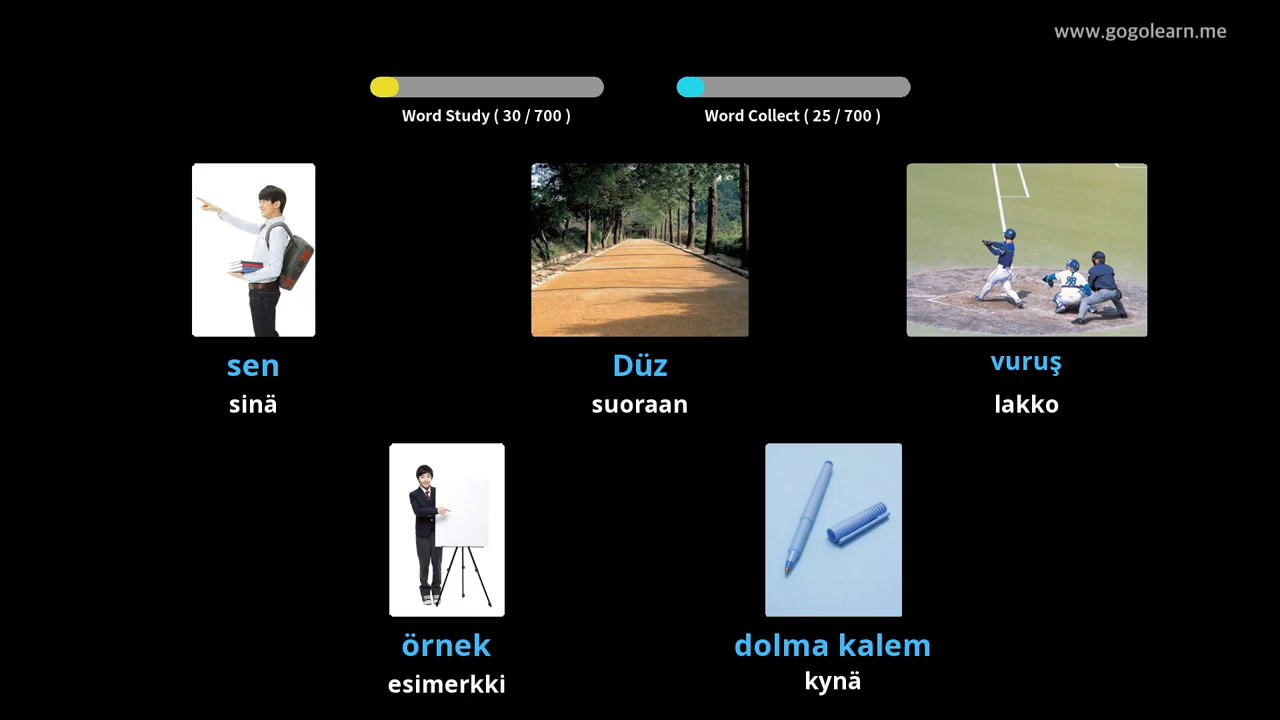 www.gogolearn.me
Word Study ( 30 / 700 )
Word Collect ( 25 / 700 )
sen
sinä
Düz
suoraan
vuruş
lakko
örnek
esimerkki
dolma kalem
kynä